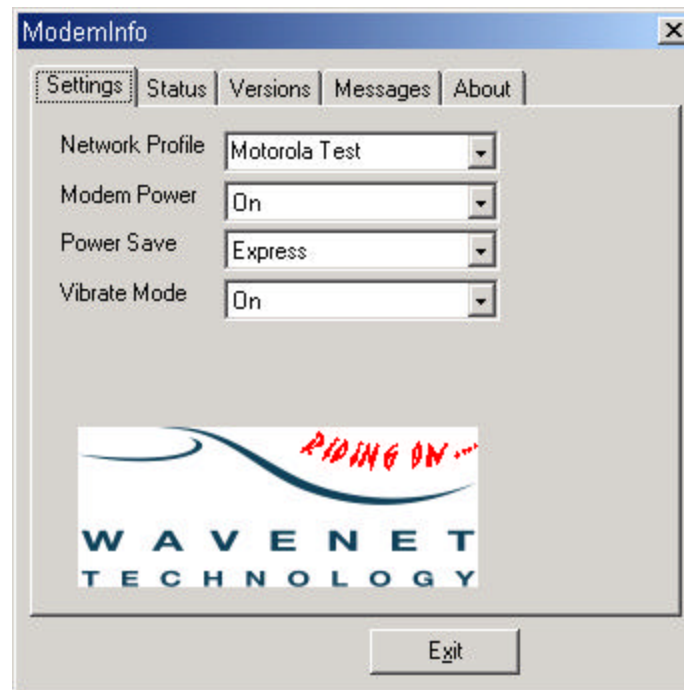 ModemInfo
Settings Status Versions Messages About
Network Profile Motorola Test
Modem Power On
Power Save Express
Vibrate Mode On
RIDING ON ....
WAVENET
TECHNOLOGY
Exit